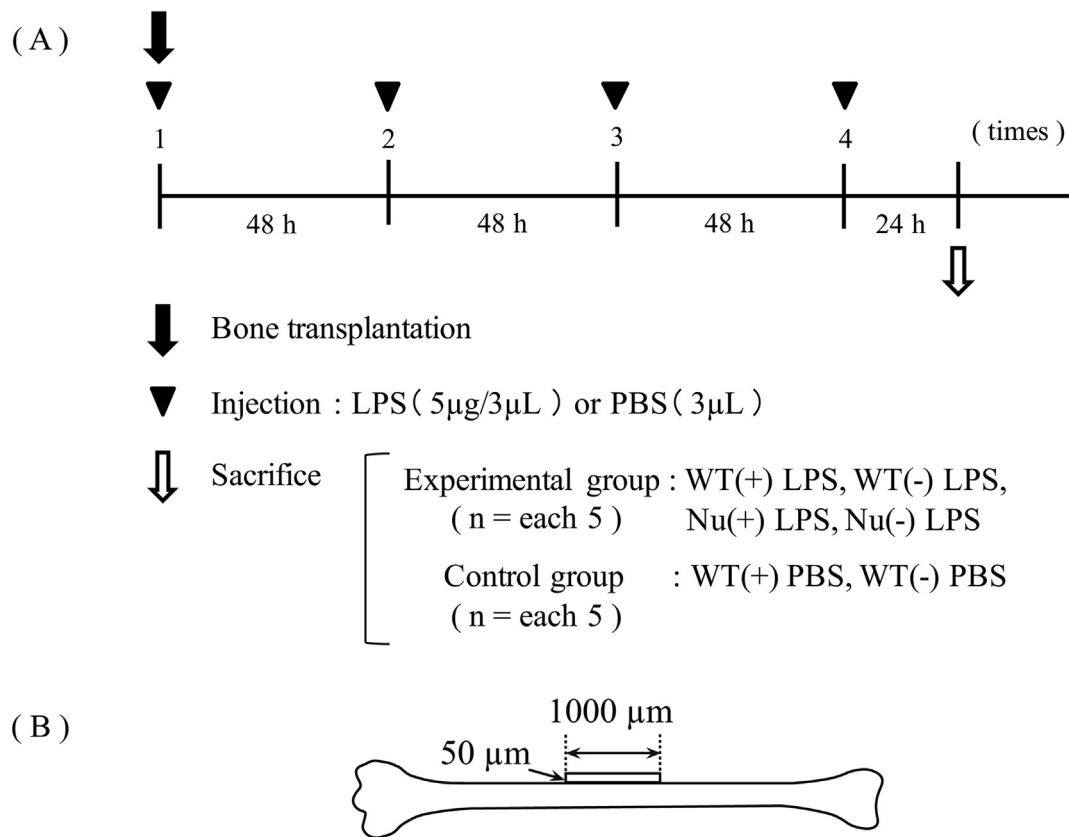 ( A )
1 2 3 4 ( times )
48 h 48 h 48 h 24 h
Bone transplantation
Injection : LPS( 5µg/3µL ) or PBS( 3µL )
Sacrifice
Experimental group : WT(+) LPS, WT(-) LPS,
( n = each 5 ) Nu(+) LPS, Nu(-) LPS
Control group : WT(+) PBS, WT(-) PBS
( n = each 5 )
( B )
1000 µm
50 µm